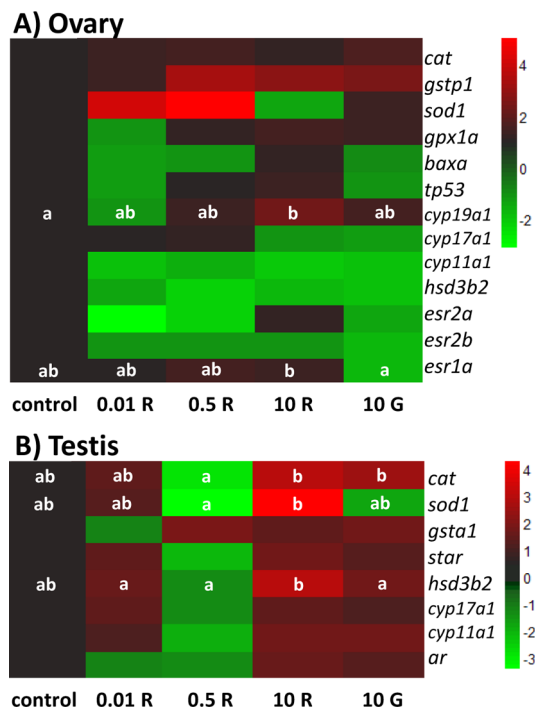 A) Ovary
4
2
0
-2
cat
gstp1
sod1
gpx1a
baxa
tp53
a ab ab b ab cyp19a1
cyp17a1
cyp11a1
hsd3b2
esr2a
esr2b
ab ab ab b a esr1a
control 0.01 R 0.5 R 10 R 10 G
B) Testis
4
3
2
1
0
-1
-2
-3
ab ab a b b cat
ab ab a b ab sod1
gsta1
star
ab a a b a hsd3b2
cyp17a1
cyp11a1
ar
control 0.01 R 0.5 R 10 R 10 G